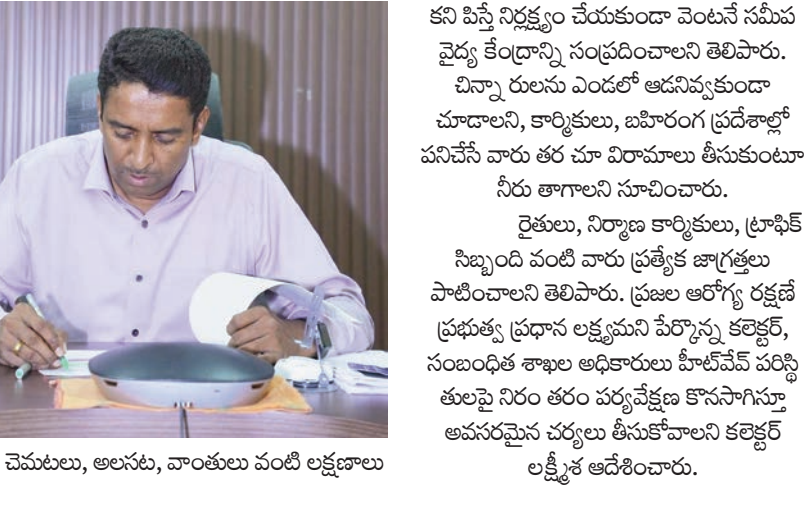 చెమటలు, అలసట, వాంతులు వంటి లక్షణాలు
కని పిస్తే నిర్లక్ష్యం చేయకుండా వెంటనే సమీప
వైద్య కేంద్రాన్ని సంప్రదించాలని తెలిపారు.
చిన్నా రులను ఎండలో ఆడనివ్వకుండా
చూడాలని, కార్మికులు, బహిరంగ ప్రదేశాల్లో
పనిచేసే వారు తర చూ విరామాలు తీసుకుంటూ
నీరు తాగాలని సూచించారు.
రైతులు, నిర్మాణ కార్మికులు, ట్రాఫిక్
సిబ్బంది వంటి వారు ప్రత్యేక జాగ్రత్తలు
పాటించాలని తెలిపారు. ప్రజల ఆరోగ్య రక్షణే
ప్రభుత్వ ప్రధాన లక్ష్యమని పేర్కొన్న కలెక్టర్,
సంబంధిత శాఖల అధికారులు హీట్‌వేవ్ పరిస్థి
తులపై నిరం తరం పర్యవేక్షణ కొనసాగిస్తూ
అవసరమైన చర్యలు తీసుకోవాలని కలెక్టర్
లక్ష్మీశ ఆదేశించారు.